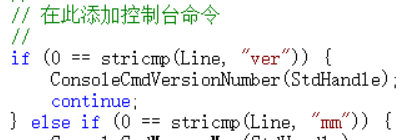 //
// 在此添加控制台命令
//
if (0 == stricmp(Line, "ver")) {
ConsoleCmdVersionNumber(StdHandle);
continue;
} else if (0 == stricmp(Line, "mm")) {